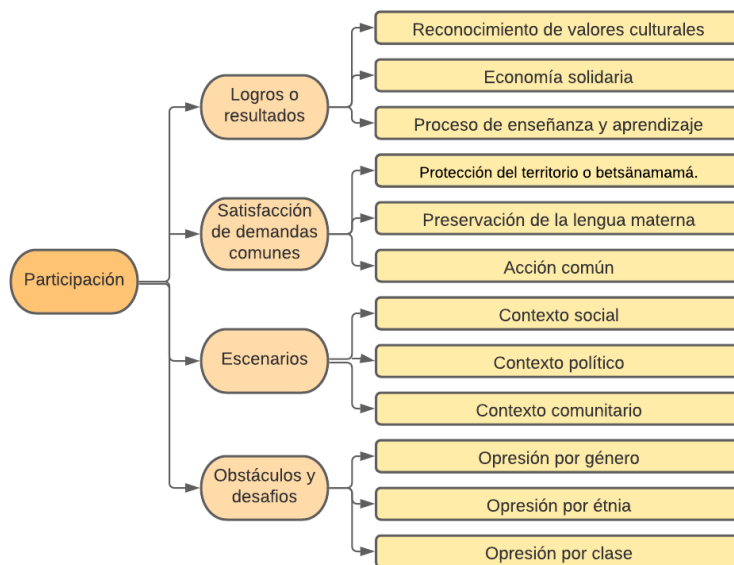 Participación
Logros o
resultados
Reconocimiento de valores culturales
Economía solidaria
Proceso de enseñanza y aprendizaje
Satisfacción
de demandas
comunes
Protección del territorio o betsänamamá.
Preservación de la lengua materna
Acción común
Escenarios
Contexto social
Contexto político
Contexto comunitario
Obstáculos y
desafios
Opresión por género
Opresión por étnia
Opresión por clase